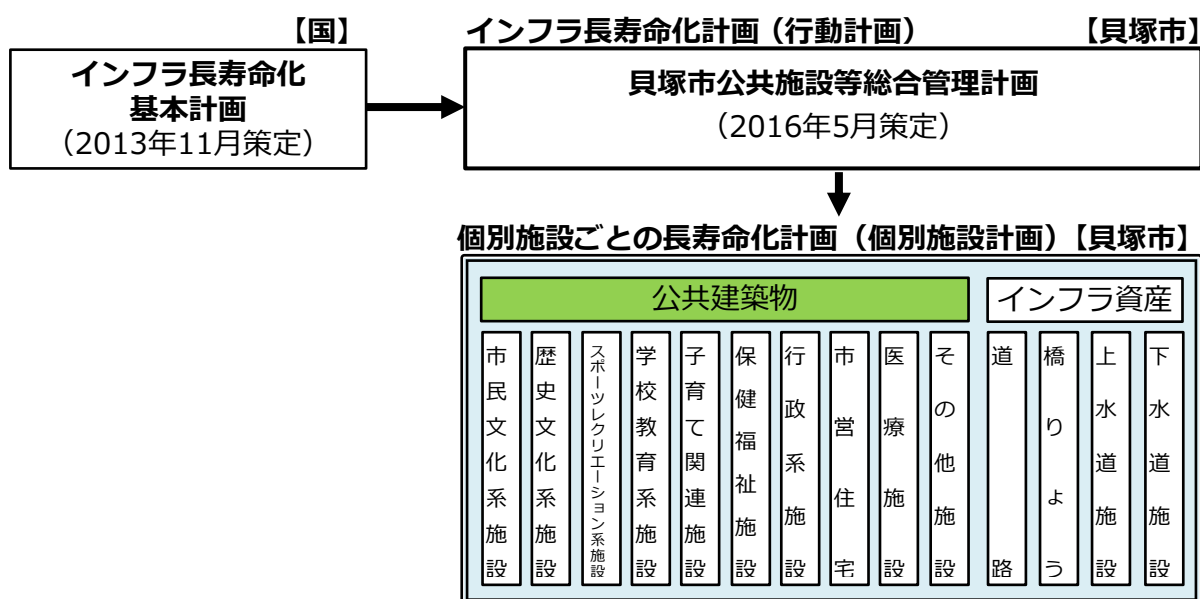 【国】
インフラ長寿命化
基本計画
（2013年11月策定）
インフラ長寿命化計画（行動計画） 【貝塚市】
貝塚市公共施設等総合管理計画
（2016年5月策定）
個別施設ごとの長寿命化計画（個別施設計画）【貝塚市】
公共建築物
市民文化系施設
歴史文化系施設
スポーツレクリエーション系施設
学校教育系施設
子育て関連施設
保健福祉施設
行政系施設
市営住宅
医療施設
その他施設
インフラ資産
道路
橋りょう
上水道施設
下水道施設